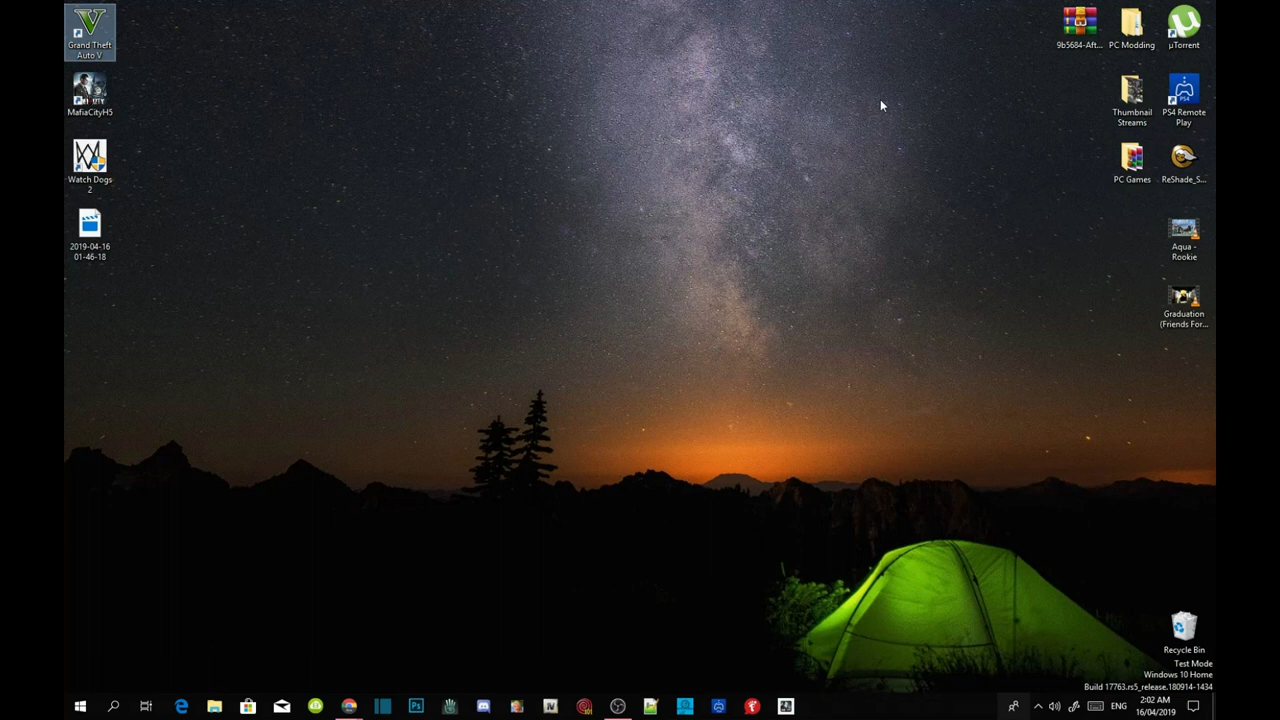 Grand Theft
Auto V
MafiaCityH5
Watch Dogs
2
2019-04-16
01-46-18
9b5684-Aft...
PC Modding
µTorrent
Thumbnail
Streams
PS4 Remote
Play
PC Games
ReShade_S...
Aqua -
Rookie
Graduation
(Friends For...
Recycle Bin
Test Mode
Windows 10 Home
Build 17763.rs5_release.180914-1434
Ps
IV
ENG
2:02 AM
16/04/2019